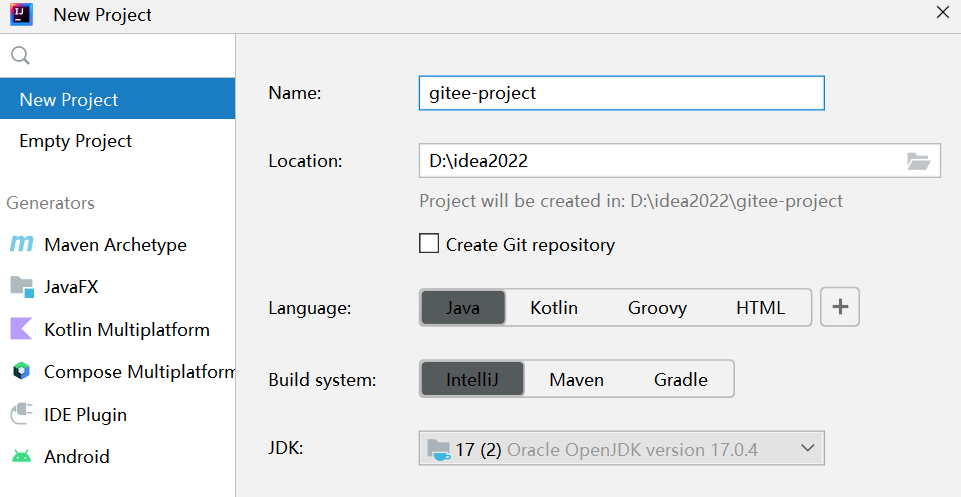 New Project
New Project
Empty Project
Generators
Maven Archetype
JavaFX
Kotlin Multiplatform
Compose Multiplatform
IDE Plugin
Android
Name: gitee-project
Location: D:\idea2022
Project will be created in: D:\idea2022\gitee-project
Create Git repository
Language: Java Kotlin Groovy HTML +
Build system: IntelliJ Maven Gradle
JDK: 17 (2) Oracle OpenJDK version 17.0.4